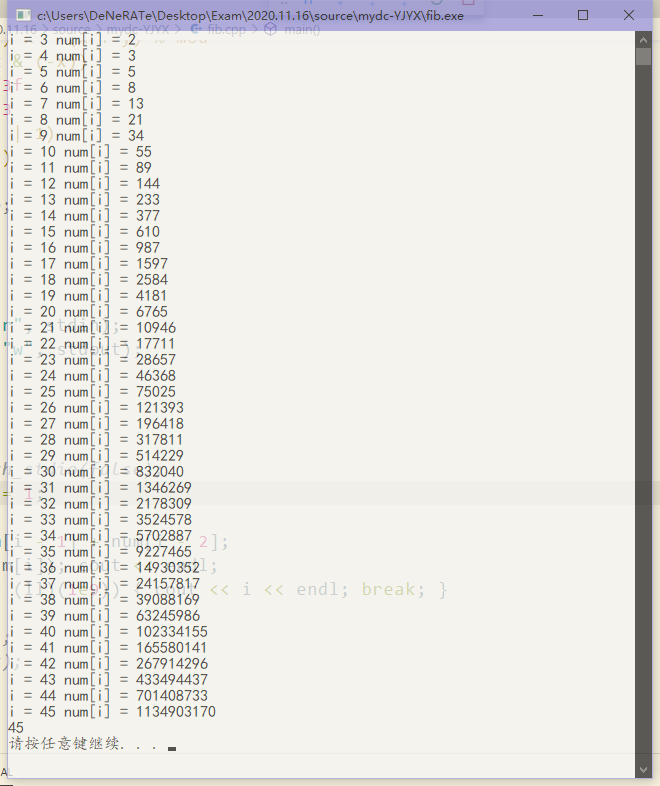 c:\Users\DeNeRATe\Desktop\Exam\2020.11.16\source\mydc-YJYX\fib.exe
i = 3 num[i] = 2
i = 4 num[i] = 3
i = 5 num[i] = 5
i = 6 num[i] = 8
i = 7 num[i] = 13
i = 8 num[i] = 21
i = 9 num[i] = 34
i = 10 num[i] = 55
i = 11 num[i] = 89
i = 12 num[i] = 144
i = 13 num[i] = 233
i = 14 num[i] = 377
i = 15 num[i] = 610
i = 16 num[i] = 987
i = 17 num[i] = 1597
i = 18 num[i] = 2584
i = 19 num[i] = 4181
i = 20 num[i] = 6765
i = 21 num[i] = 10946
i = 22 num[i] = 17711
i = 23 num[i] = 28657
i = 24 num[i] = 46368
i = 25 num[i] = 75025
i = 26 num[i] = 121393
i = 27 num[i] = 196418
i = 28 num[i] = 317811
i = 29 num[i] = 514229
i = 30 num[i] = 832040
i = 31 num[i] = 1346269
i = 32 num[i] = 2178309
i = 33 num[i] = 3524578
i = 34 num[i] = 5702887
i = 35 num[i] = 9227465
i = 36 num[i] = 14930352
i = 37 num[i] = 24157817
i = 38 num[i] = 39088169
i = 39 num[i] = 63245986
i = 40 num[i] = 102334155
i = 41 num[i] = 165580141
i = 42 num[i] = 267914296
i = 43 num[i] = 433494437
i = 44 num[i] = 701408733
i = 45 num[i] = 1134903170
45
请按任意键继续. . .